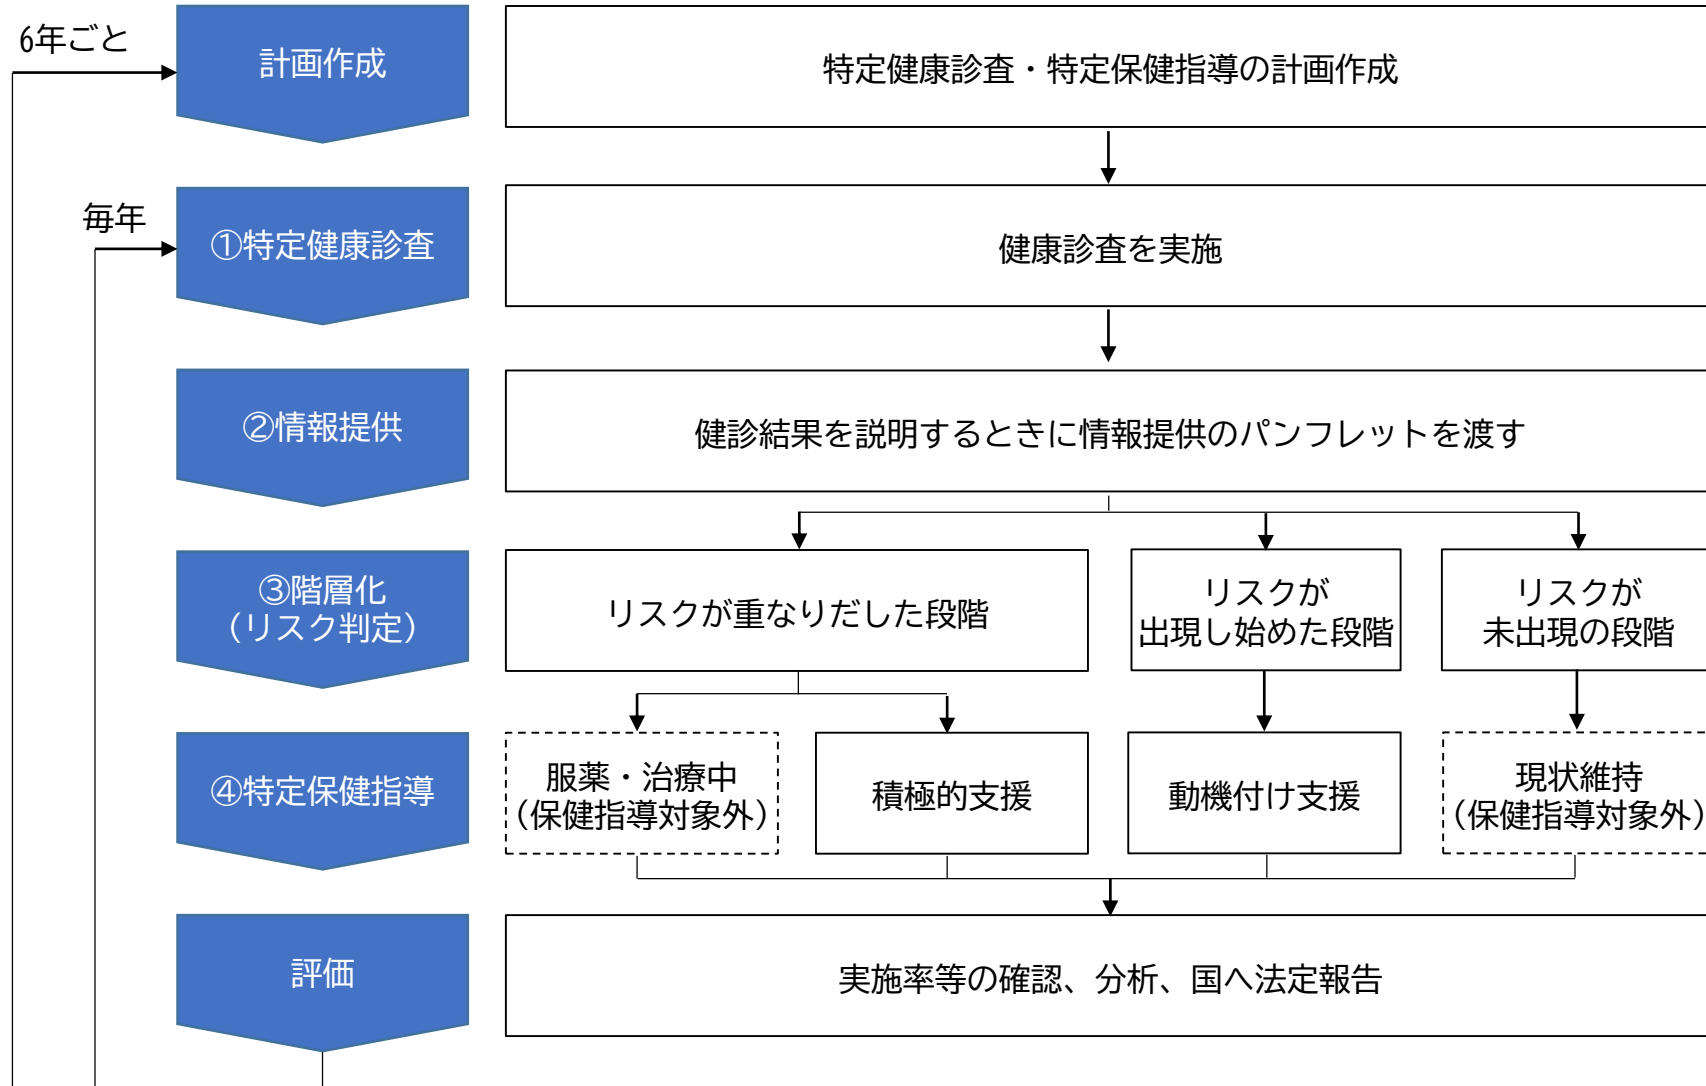 6年ごと
計画作成
特定健康診査・特定保健指導の計画作成
毎年
①特定健康診査
健康診査を実施
②情報提供
健診結果を説明するときに情報提供のパンフレットを渡す
③階層化
（リスク判定）
リスクが重なりだした段階
リスクが
出現し始めた段階
リスクが
未出現の段階
④特定保健指導
服薬・治療中
（保健指導対象外）
積極的支援
動機付け支援
現状維持
（保健指導対象外）
評価
実施率等の確認、分析、国へ法定報告